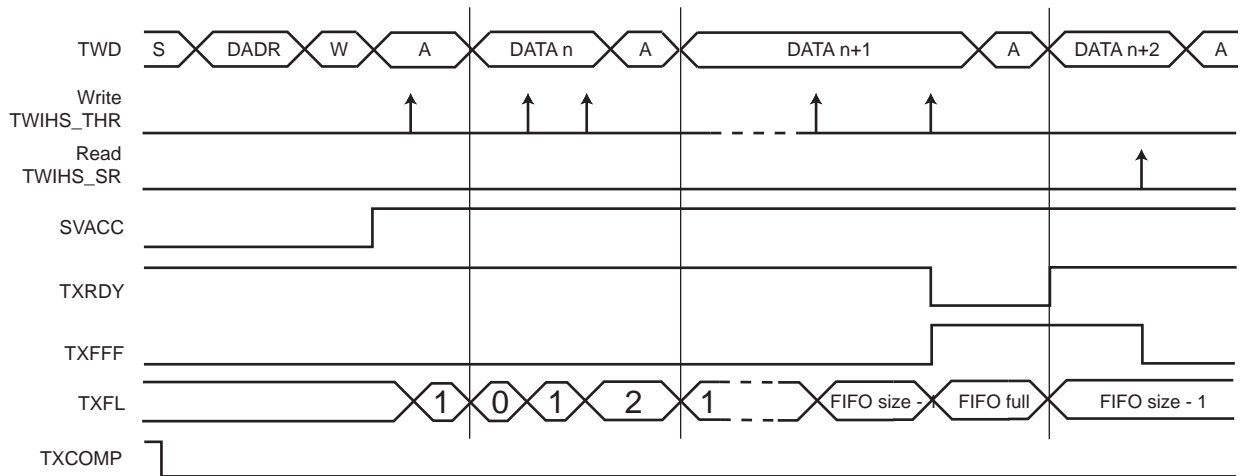 TWD S DADR W A DATA n A DATA n+1 A DATA n+2 A
Write
TWIHS_THR
Read
TWIHS_SR
SVACC
TXRDY
TXFFF
TXFL 1 0 1 2 1 FIFO size - 1 FIFO full FIFO size - 1
TXCOMP